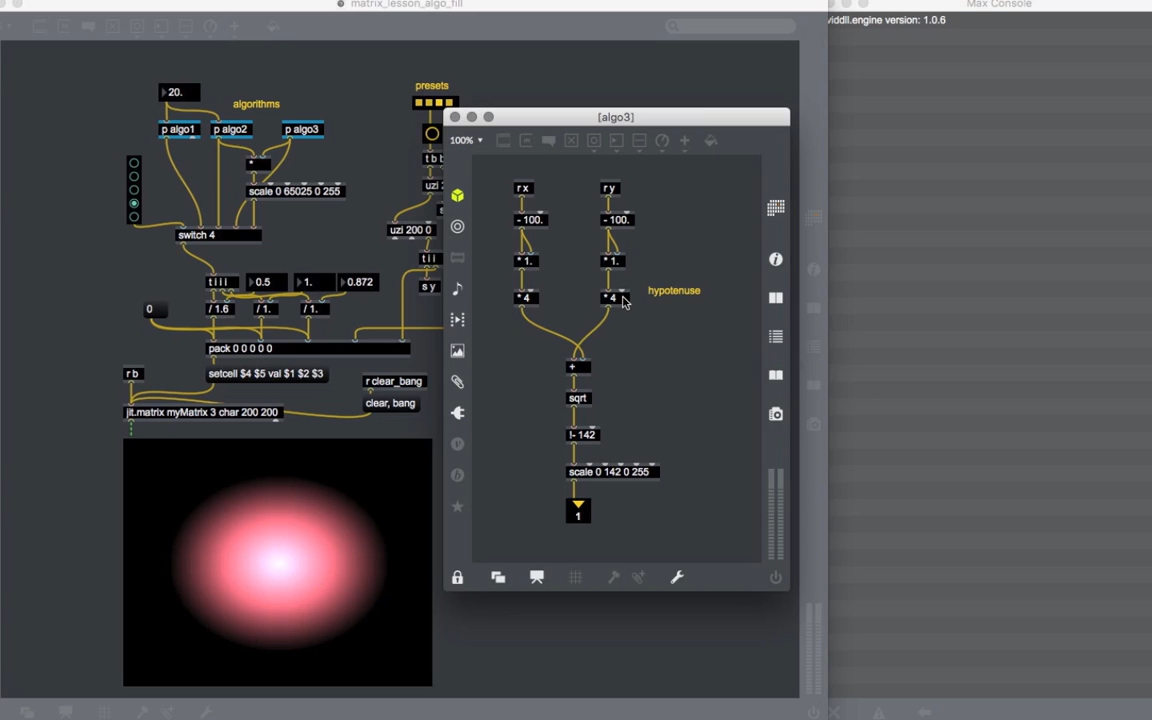 matrix_lesson_algo_fill
Max Console
viddll.engine version: 1.0.6
20.
algorithms
presets
p algo1
p algo2
p algo3
*
scale 0 65025 0 255
t b b
uzi
uzi 200 0
switch 4
t i i
s y
t i i i
0.5
1.
0.872
0
/ 1.6
/ 1.
/ 1.
pack 0 0 0 0 0
r b
setcell $4 $5 val $1 $2 $3
r clear_bang
clear, bang
jit.matrix myMatrix 3 char 200 200
[algo3]
100%
r x
r y
- 100.
- 100.
* 1.
* 1.
* 4
* 4
hypotenuse
+
sqrt
!- 142
scale 0 142 0 255
1